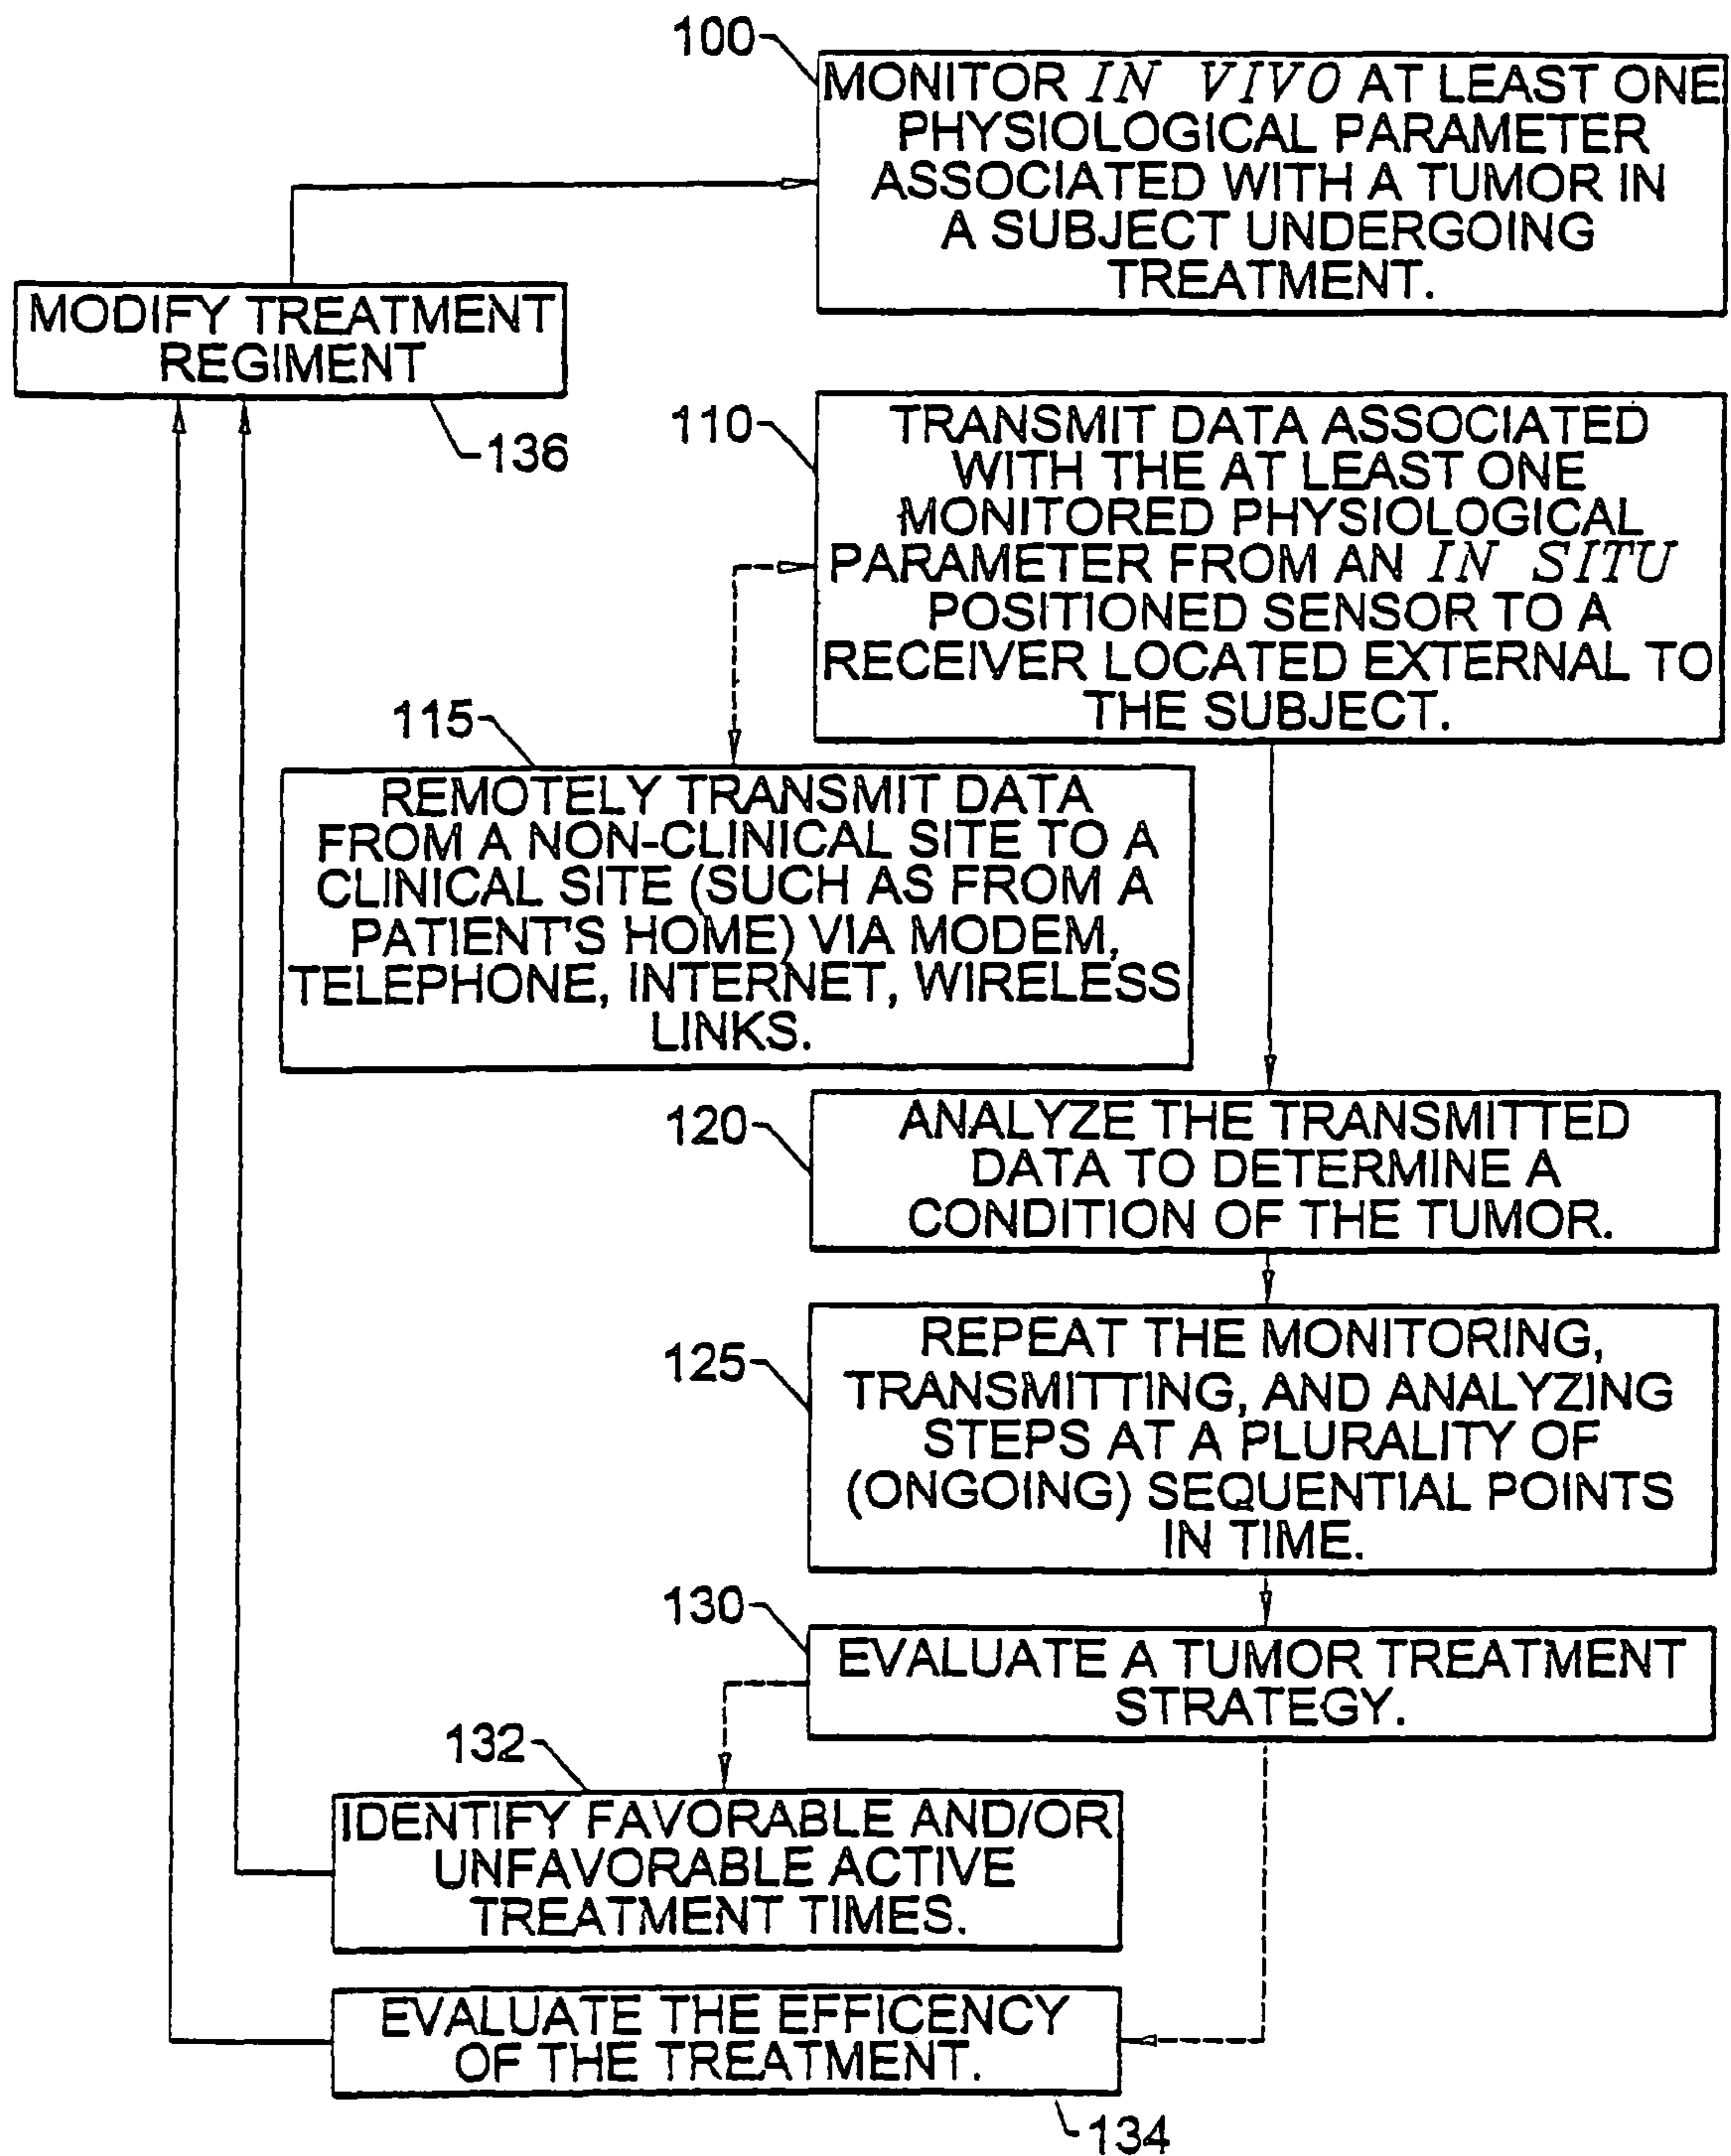 100
MONITOR IN VIVO AT LEAST ONE
PHYSIOLOGICAL PARAMETER
ASSOCIATED WITH A TUMOR IN
A SUBJECT UNDERGOING
TREATMENT.
MODIFY TREATMENT
REGIMENT
136
110
TRANSMIT DATA ASSOCIATED
WITH THE AT LEAST ONE
MONITORED PHYSIOLOGICAL
PARAMETER FROM AN IN SITU
POSITIONED SENSOR TO A
RECEIVER LOCATED EXTERNAL TO
THE SUBJECT.
115
REMOTELY TRANSMIT DATA
FROM A NON-CLINICAL SITE TO A
CLINICAL SITE (SUCH AS FROM A
PATIENT'S HOME) VIA MODEM,
TELEPHONE, INTERNET, WIRELESS
LINKS.
120
ANALYZE THE TRANSMITTED
DATA TO DETERMINE A
CONDITION OF THE TUMOR.
125
REPEAT THE MONITORING,
TRANSMITTING, AND ANALYZING
STEPS AT A PLURALITY OF
(ONGOING) SEQUENTIAL POINTS
IN TIME.
130
EVALUATE A TUMOR TREATMENT
STRATEGY.
132
IDENTIFY FAVORABLE AND/OR
UNFAVORABLE ACTIVE
TREATMENT TIMES.
EVALUATE THE EFFICENCY
OF THE TREATMENT.
134